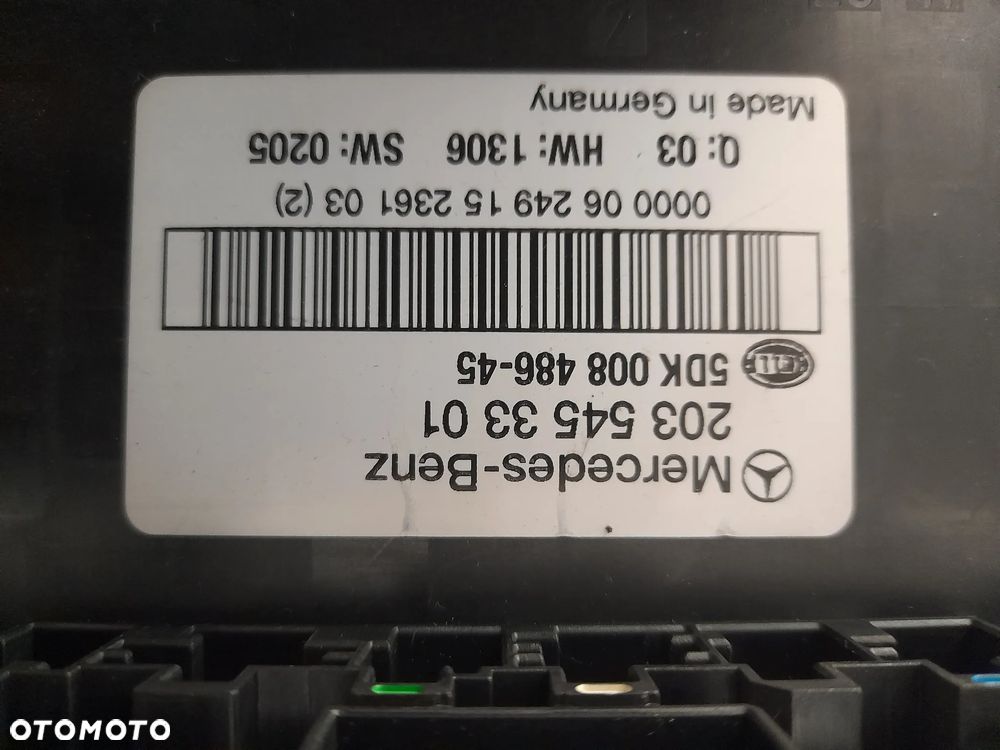 Mercedes-Benz
203 545 33 01
HELLA 5DK 008 486-45
0000 06 249 15 2361 03 (2)
Q: 03 HW: 1306 SW: 0205
Made in Germany
OTOMOTO